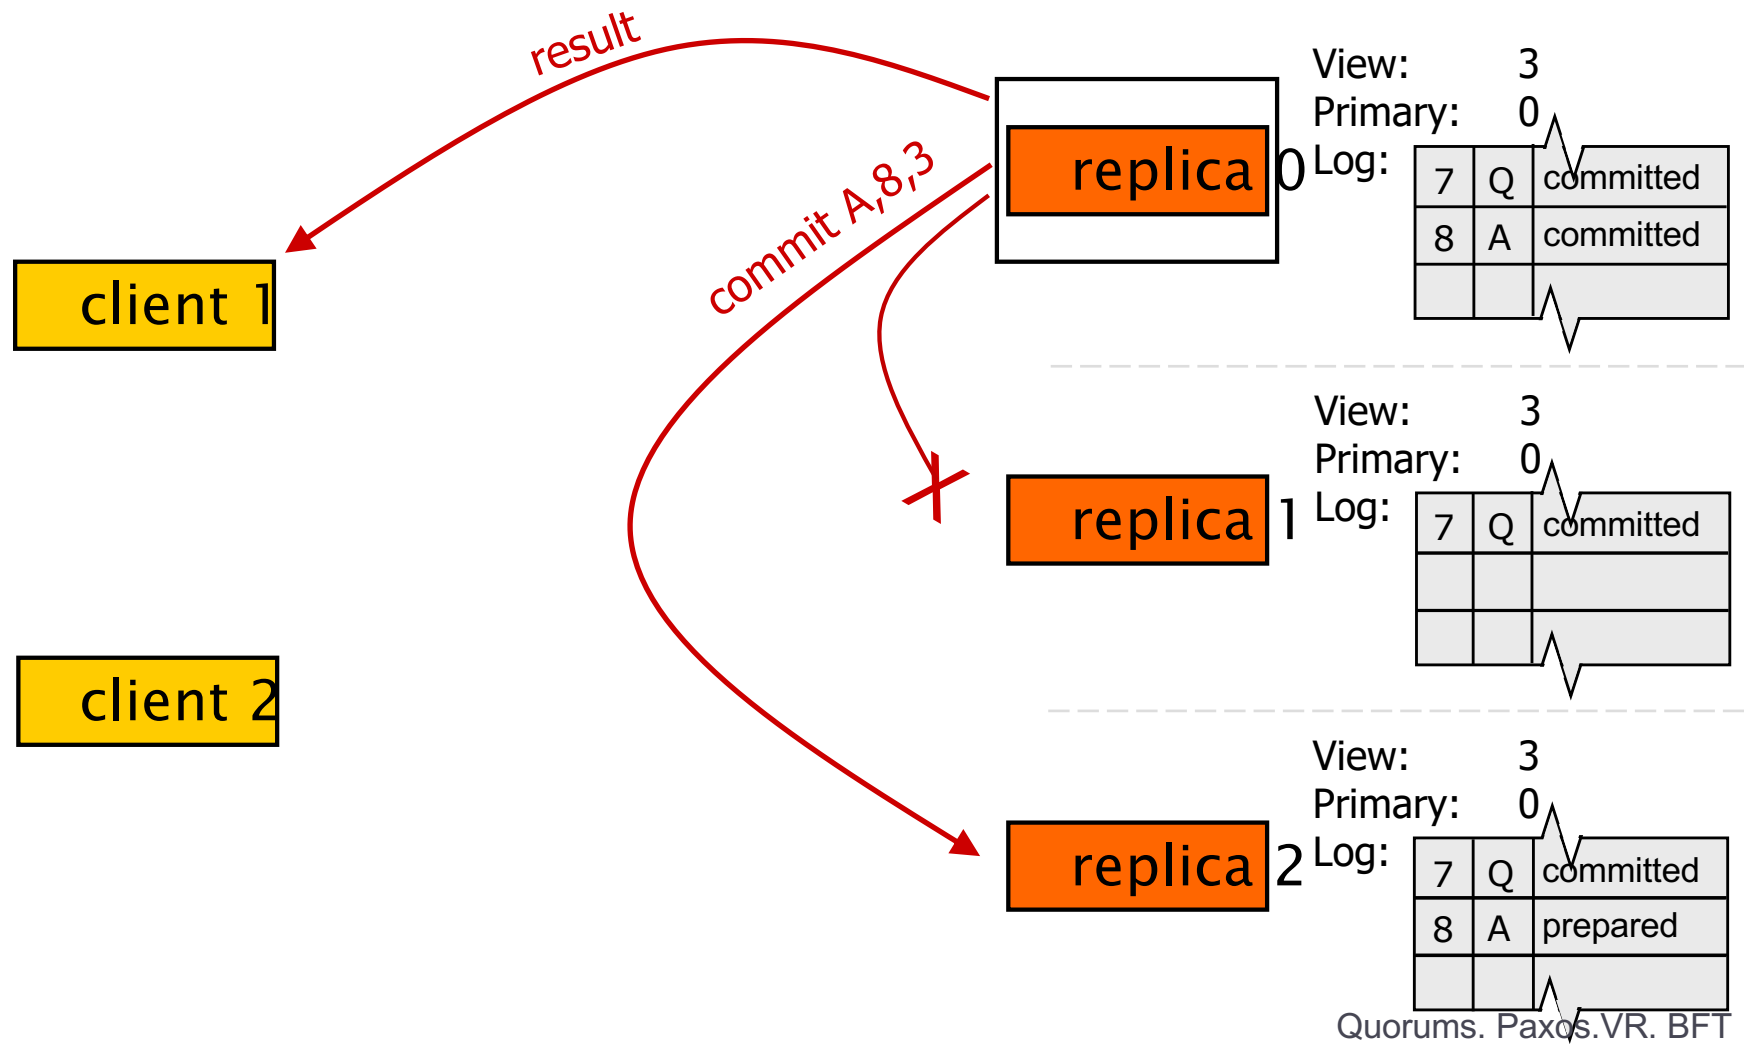 result
commit A,8,3
client 1
client 2
replica 0
View: 3
Primary: 0
Log:
7 Q committed
8 A committed
replica 1
View: 3
Primary: 0
Log:
7 Q committed
replica 2
View: 3
Primary: 0
Log:
7 Q committed
8 A prepared
Quorums. Paxos.VR. BFT